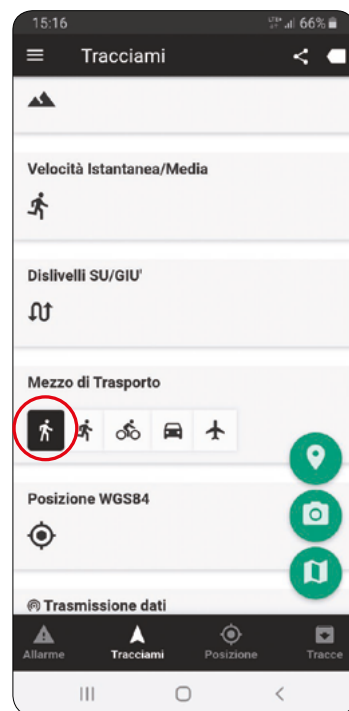 15:16 66%
Tracciami
Velocità Istantanea/Media
Dislivelli SU/GIU'
Mezzo di Trasporto
Posizione WGS84
Trasmissione dati
Allarme Tracciami Posizione Tracce